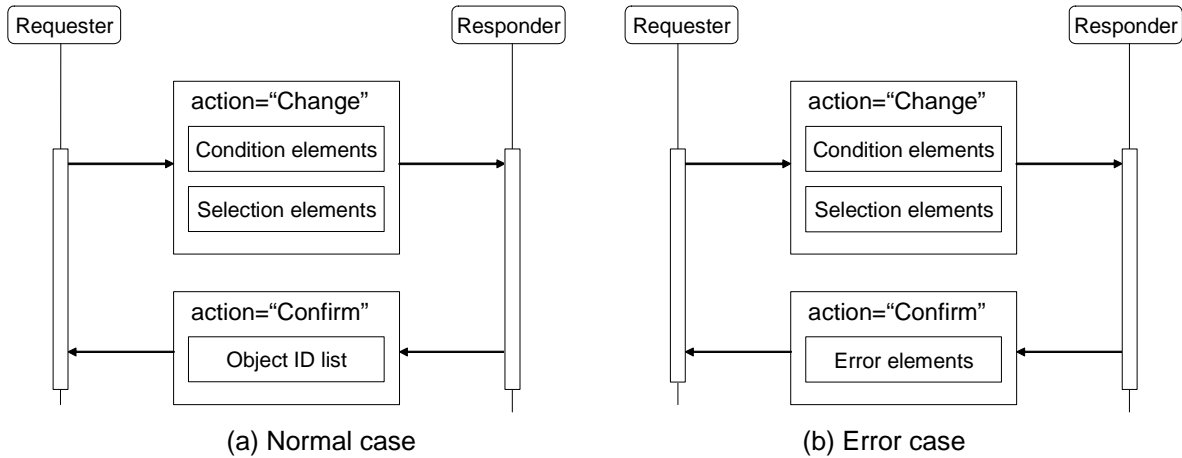 Requester
Responder
action=“Change”
Condition elements
Selection elements
action=“Confirm”
Object ID list
(a) Normal case
Requester
Responder
action=“Change”
Condition elements
Selection elements
action=“Confirm”
Error elements
(b) Error case